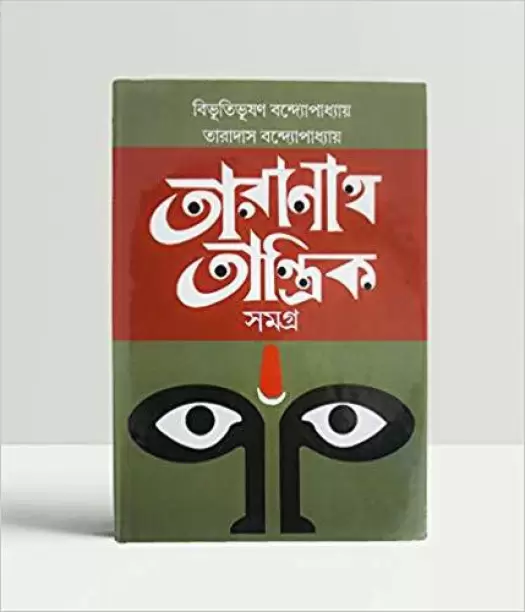 বিভূতিভূষণ বন্দ্যোপাধ্যায়
তারাদাস বন্দ্যোপাধ্যায়
তারানাথ
তান্ত্রিক
সমগ্র